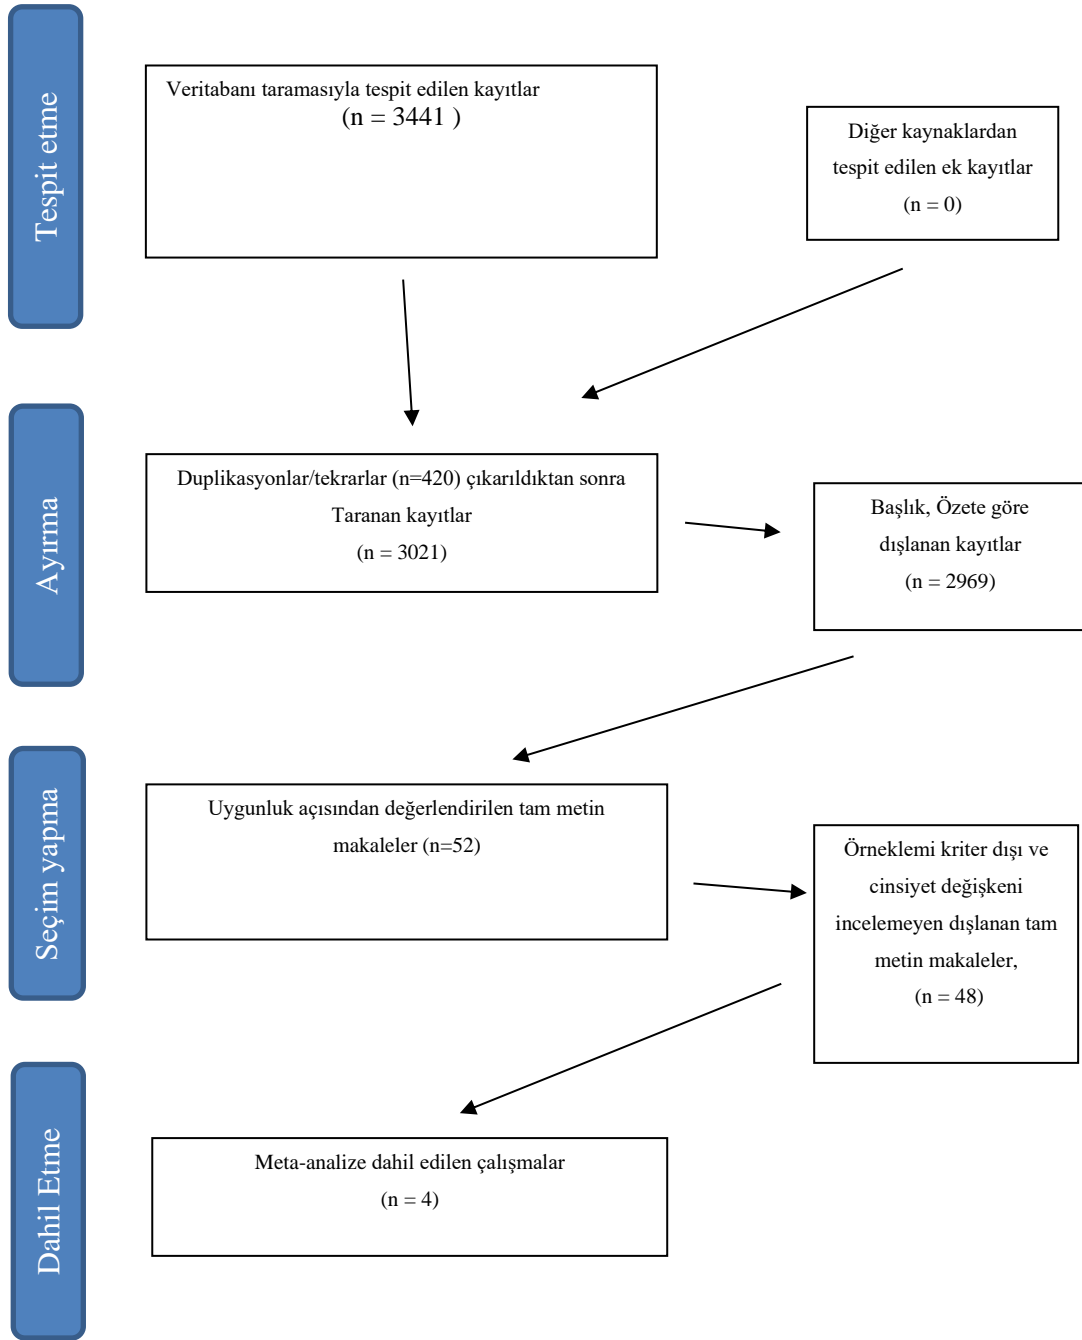 Tespit etme
Veritabanı taramasıyla tespit edilen kayıtlar
(n = 3441 )
Diğer kaynaklardan
tespit edilen ek kayıtlar
(n = 0)
Ayırma
Duplikasyonlar/tekrarlar (n=420) çıkarıldıktan sonra
Taranan kayıtlar
(n = 3021)
Başlık, Özete göre
dışlanan kayıtlar
(n = 2969)
Seçim yapma
Uygunluk açısından değerlendirilen tam metin
makaleler (n=52)
Örneklemi kriter dışı ve
cinsiyet değişkeni
incelemeyen dışlanan tam
metin makaleler,
(n = 48)
Dahil Etme
Meta-analize dahil edilen çalışmalar
(n = 4)